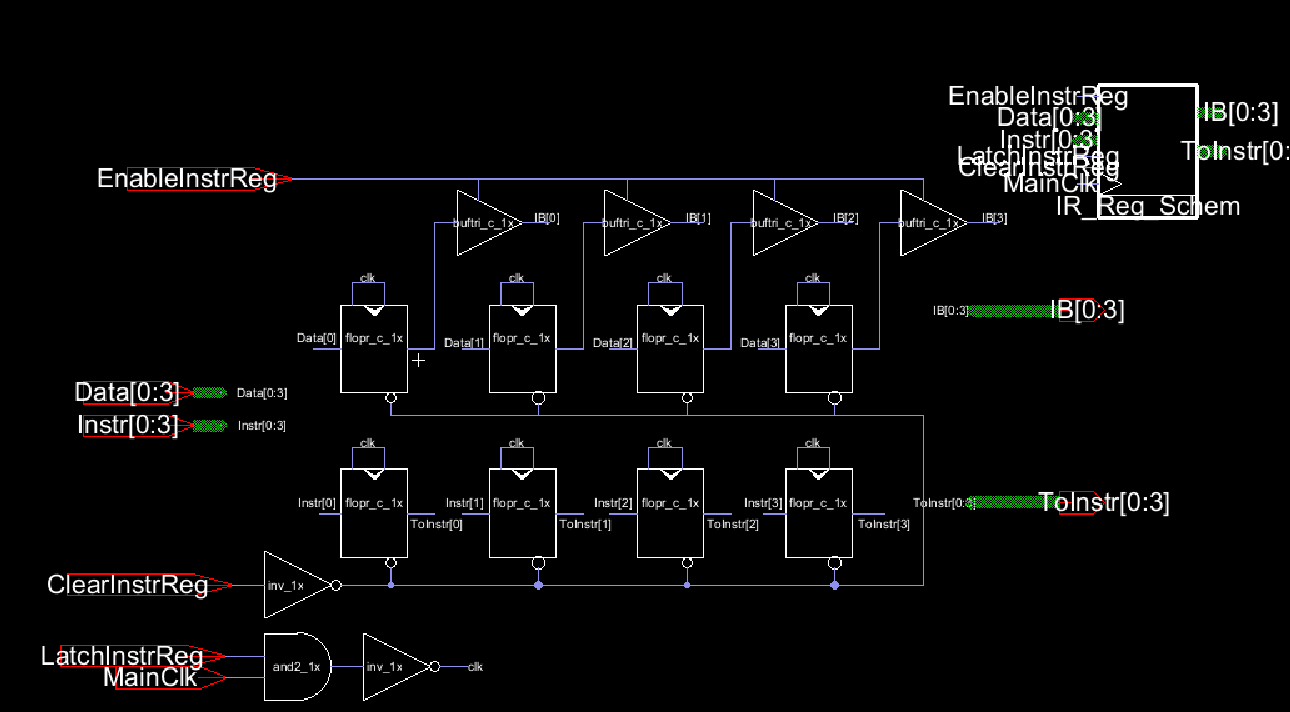 EnableInstrReg
Data[0:3]
Instr[0:3]
LatchInstrReg
ClearInstrReg
MainClk
IB[0:3]
ToInstr[0:
IR_Reg_Schem
EnableInstrReg
buftri_c_1x
IB[0]
buftri_c_1x
IB[1]
buftri_c_1x
IB[2]
buftri_c_1x
IB[3]
clk
clk
clk
clk
IB[0:3]
IB[0:3]
Data[0]
flopr_c_1x
Data[1]
flopr_c_1x
Data[2]
flopr_c_1x
Data[3]
flopr_c_1x
Data[0:3]
Data[0:3]
Instr[0:3]
Instr[0:3]
clk
clk
clk
clk
Instr[0]
flopr_c_1x
Instr[1]
flopr_c_1x
Instr[2]
flopr_c_1x
Instr[3]
flopr_c_1x
ToInstr[0:3]
ToInstr[0:3]
ToInstr[0]
ToInstr[1]
ToInstr[2]
ToInstr[3]
ClearInstrReg
inv_1x
LatchInstrReg
MainClk
and2_1x
inv_1x
clk